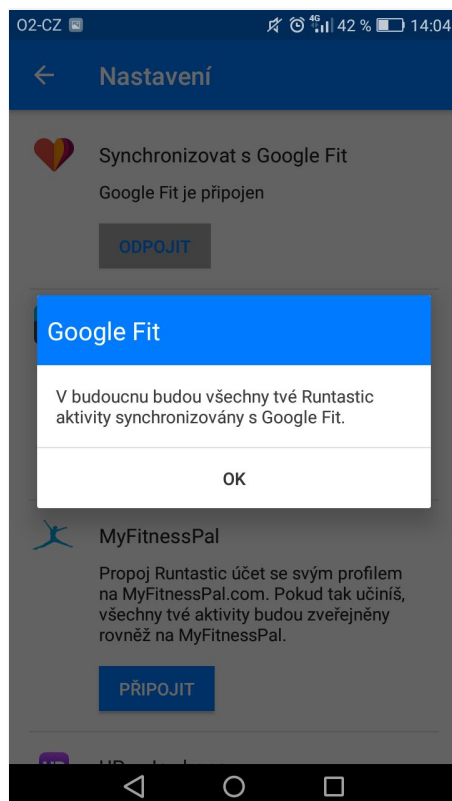 O2-CZ 4G 42 % 14:04
Nastavení
Synchronizovat s Google Fit
Google Fit je připojen
ODPOJIT
Google Fit
V budoucnu budou všechny tvé Runtastic
aktivity synchronizovány s Google Fit.
OK
MyFitnessPal
Propoj Runtastic účet se svým profilem
na MyFitnessPal.com. Pokud tak učiníš,
všechny tvé aktivity budou zveřejněny
rovněž na MyFitnessPal.
PŘIPOJIT